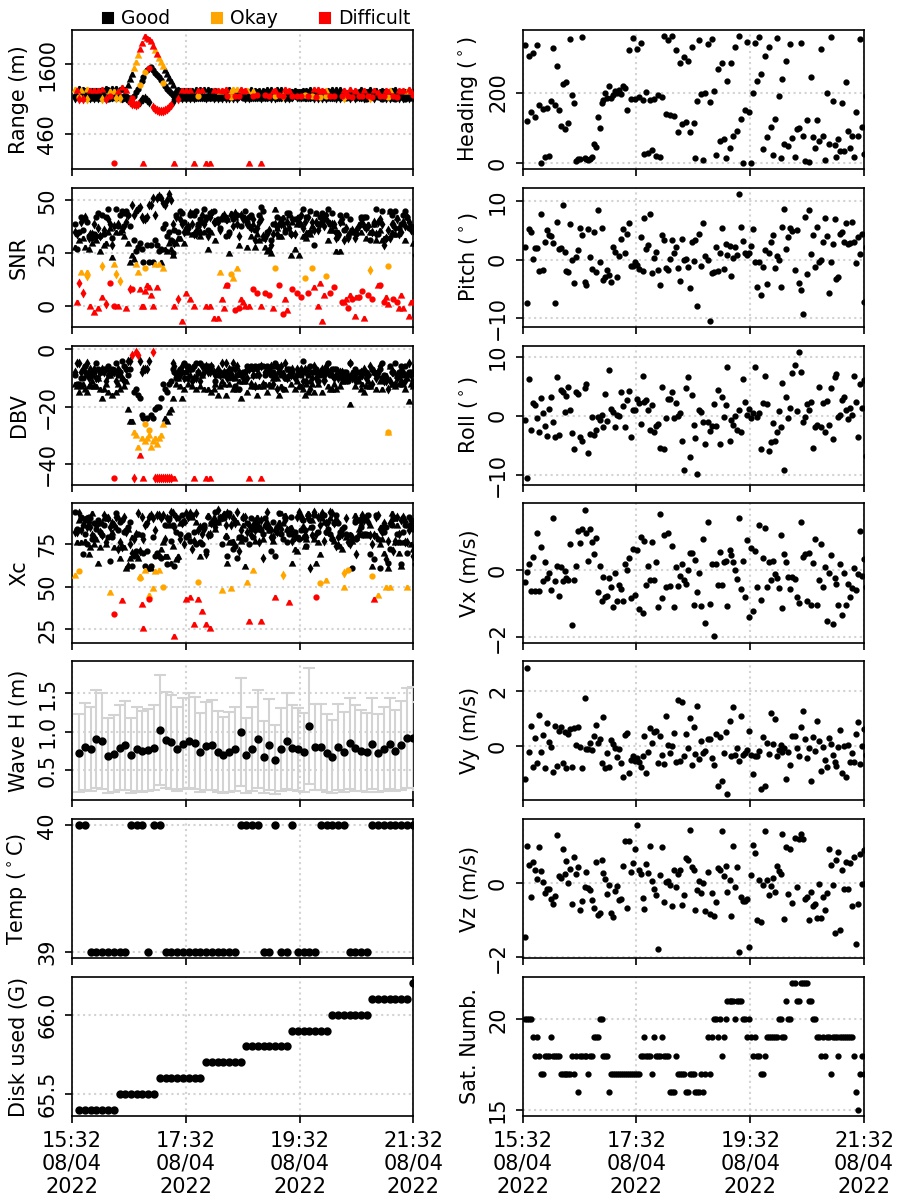 Good Okay Difficult
Range (m) 1600 460
Heading (°) 200 0
SNR 50 25 0
Pitch (°) 10 0 −10
DBV 0 −20 −40
Roll (°) 10 0 −10
Xc 75 50 25
Vx (m/s) 0 −2
Wave H (m) 1.5 1.0 0.5
Vy (m/s) 2 0
Temp (°C) 40 39
Vz (m/s) 0 −2
Disk used (G) 66.0 65.5
Sat. Numb. 20 15
15:32 17:32 19:32 21:32 15:32 17:32 19:32 21:32
08/04 08/04 08/04 08/04 08/04 08/04 08/04 08/04
2022 2022 2022 2022 2022 2022 2022 2022